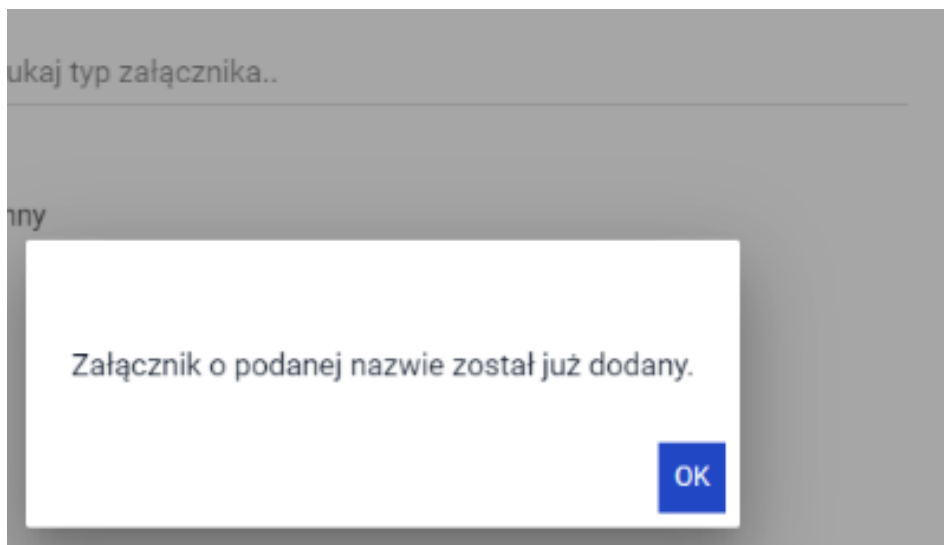 ukaj typ załącznika..
nny
Załącznik o podanej nazwie został już dodany.
OK